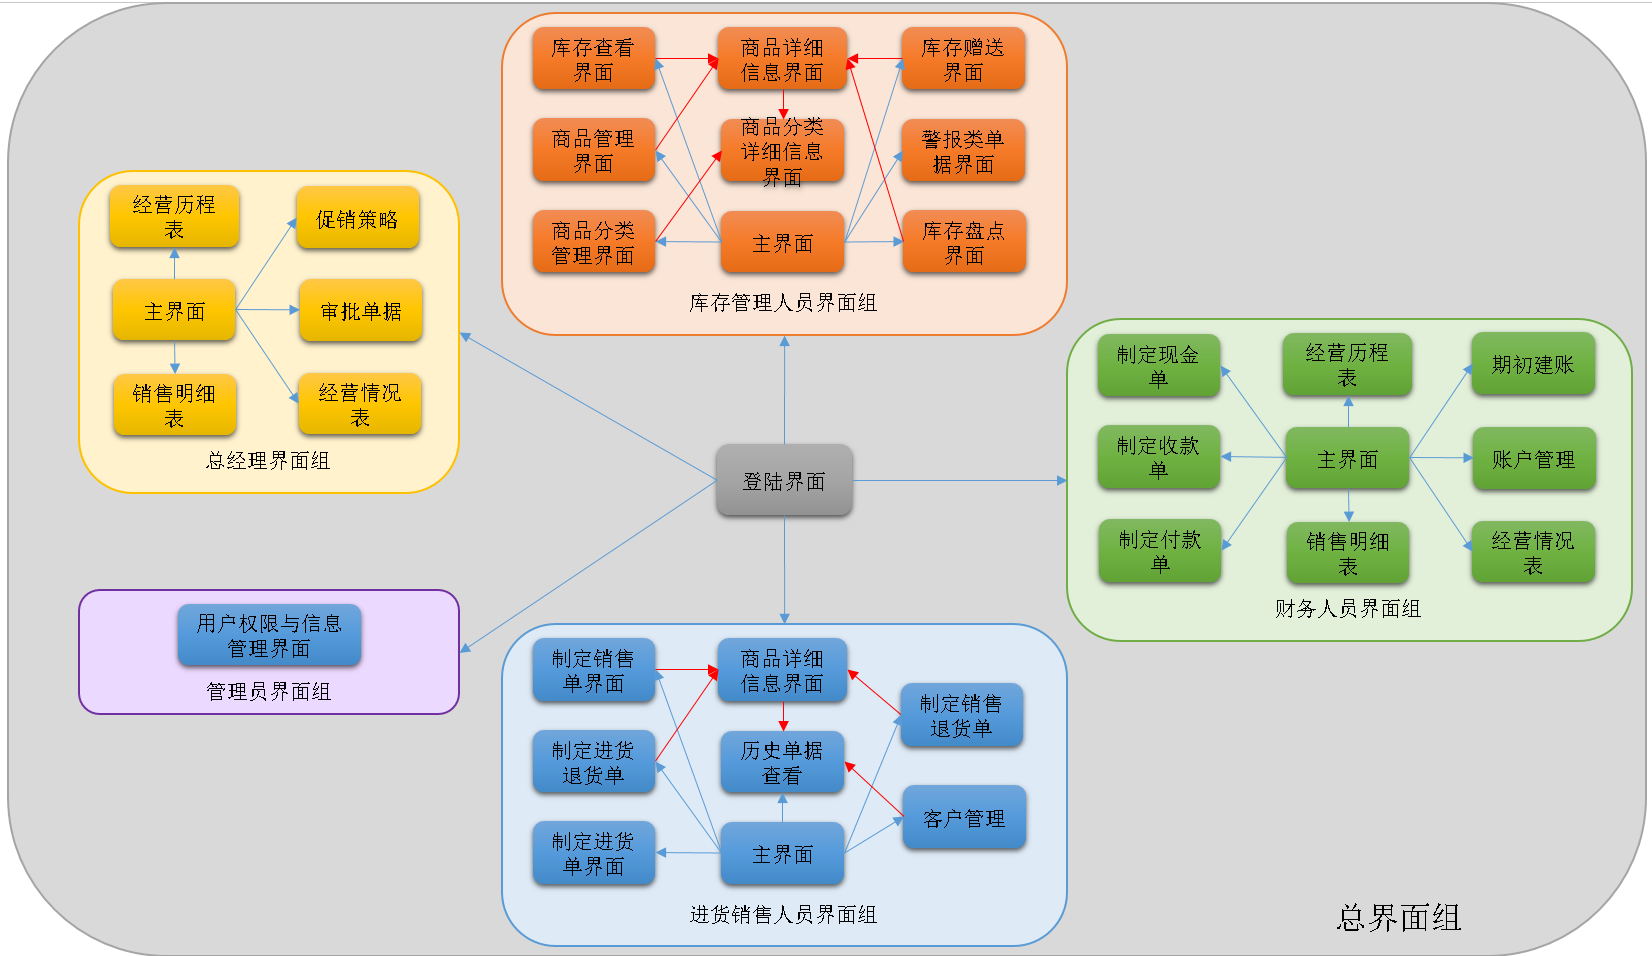 库存查看
界面
商品详细
信息界面
库存赠送
界面
商品管理
界面
商品分类
详细信息
界面
警报类单
据界面
商品分类
管理界面
主界面
库存盘点
界面
库存管理人员界面组
经营历程
表
促销策略
主界面
审批单据
销售明细
表
经营情况
表
总经理界面组
登陆界面
制定现金
单
经营历程
表
期初建账
制定收款
单
主界面
账户管理
制定付款
单
销售明细
表
经营情况
表
财务人员界面组
用户权限与信息
管理界面
管理员界面组
制定销售
单界面
商品详细
信息界面
制定销售
退货单
制定进货
退货单
历史单据
查看
客户管理
制定进货
单界面
主界面
进货销售人员界面组
总界面组